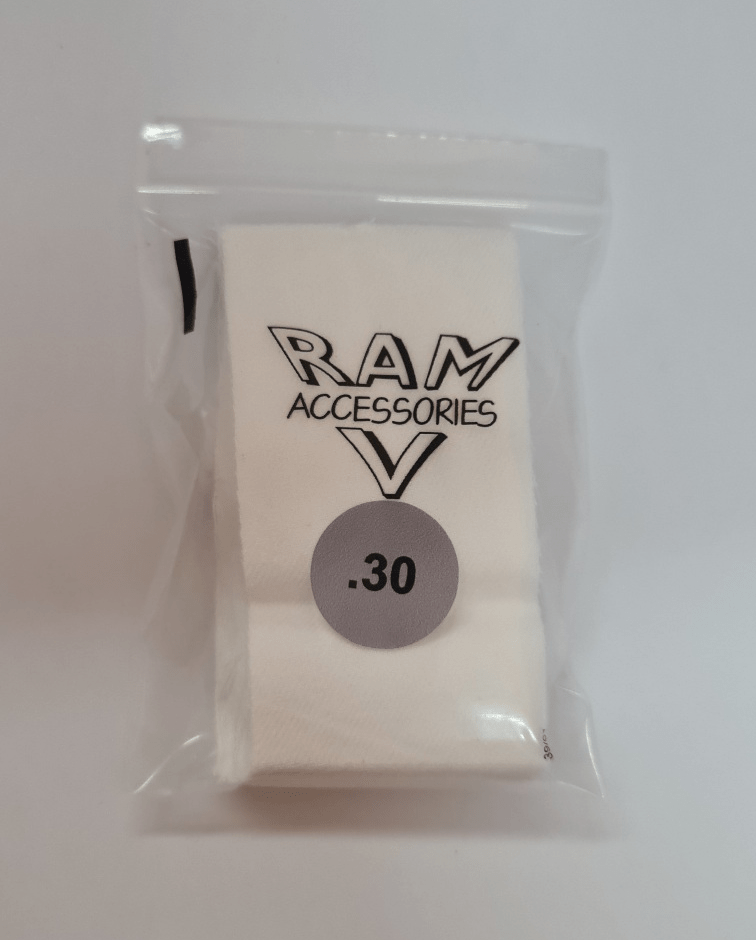 RAM
ACCESSORIES
V
.30